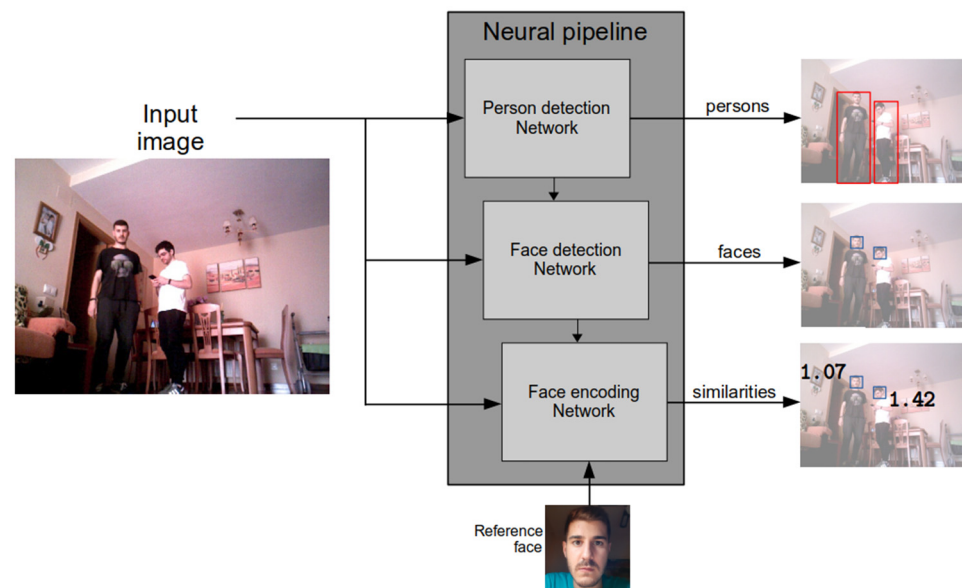 Neural pipeline
Input
image
Person detection
Network
persons
Face detection
Network
faces
Face encoding
Network
similarities
1.07
1.42
Reference
face